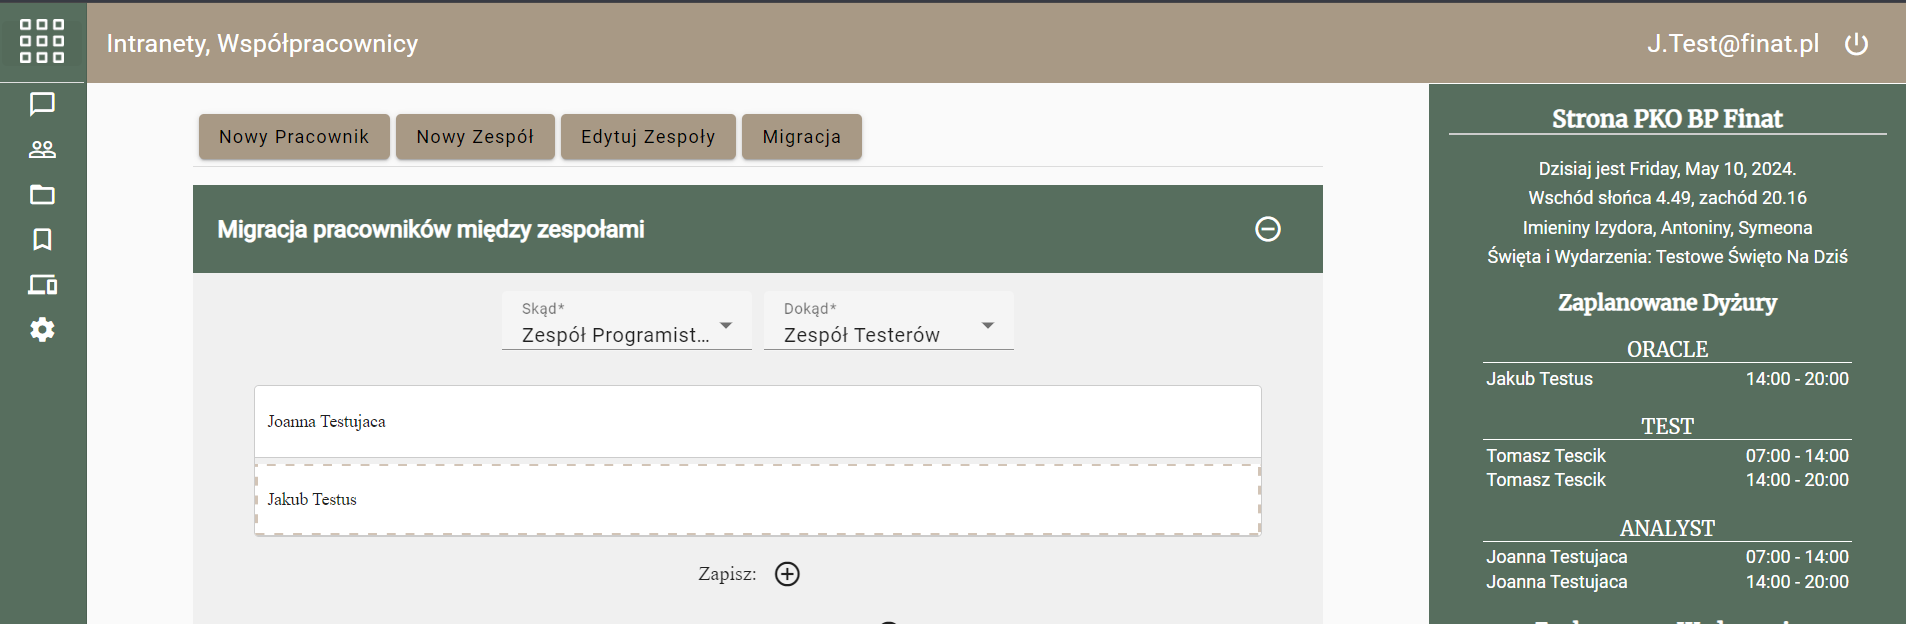 Intranety, Współpracownicy
J.Test@finat.pl
Nowy Pracownik
Nowy Zespół
Edytuj Zespoły
Migracja
Migracja pracowników między zespołami
Skąd*
Zespół Programist...
Dokąd*
Zespół Testerów
Joanna Testujaca
Jakub Testus
Zapisz:
Strona PKO BP Finat
Dzisiaj jest Friday, May 10, 2024.
Wschód słońca 4.49, zachód 20.16
Imieniny Izydora, Antoniny, Symeona
Święta i Wydarzenia: Testowe Święto Na Dziś
Zaplanowane Dyżury
ORACLE
Jakub Testus 14:00 - 20:00
TEST
Tomasz Tescik 07:00 - 14:00
Tomasz Tescik 14:00 - 20:00
ANALYST
Joanna Testujaca 07:00 - 14:00
Joanna Testujaca 14:00 - 20:00